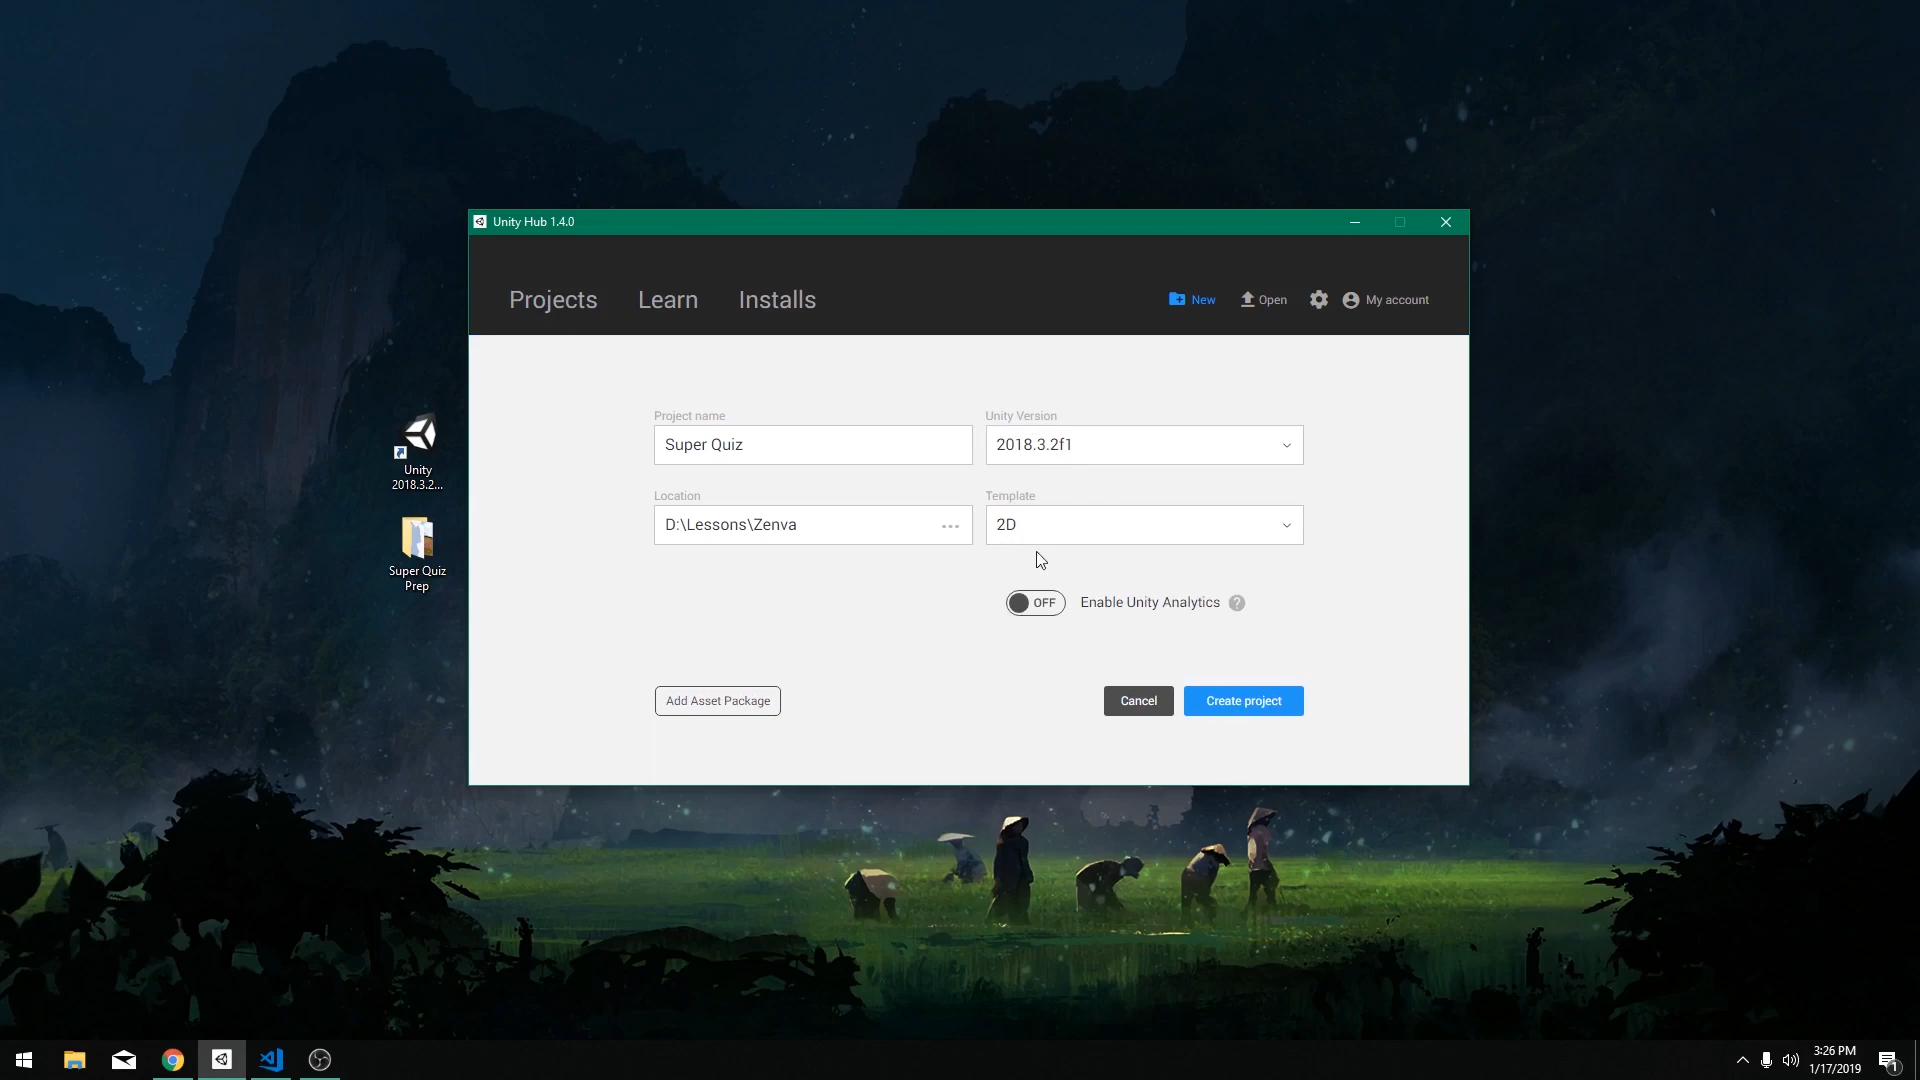 Unity Hub 1.4.0
Projects Learn Installs New Open My account
Project name Unity Version
Super Quiz 2018.3.2f1
Location Template
D:\Lessons\Zenva ... 2D
OFF Enable Unity Analytics ?
Add Asset Package Cancel Create project
Unity
2018.3.2...
Super Quiz
Prep
3:26 PM
1/17/2019
1